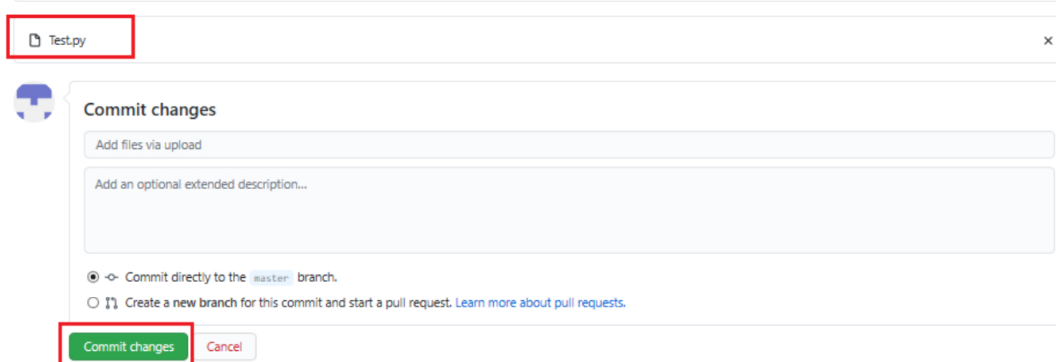 Test.py
Commit changes
Add files via upload
Add an optional extended description...
Commit directly to the master branch.
Create a new branch for this commit and start a pull request. Learn more about pull requests.
Commit changes Cancel